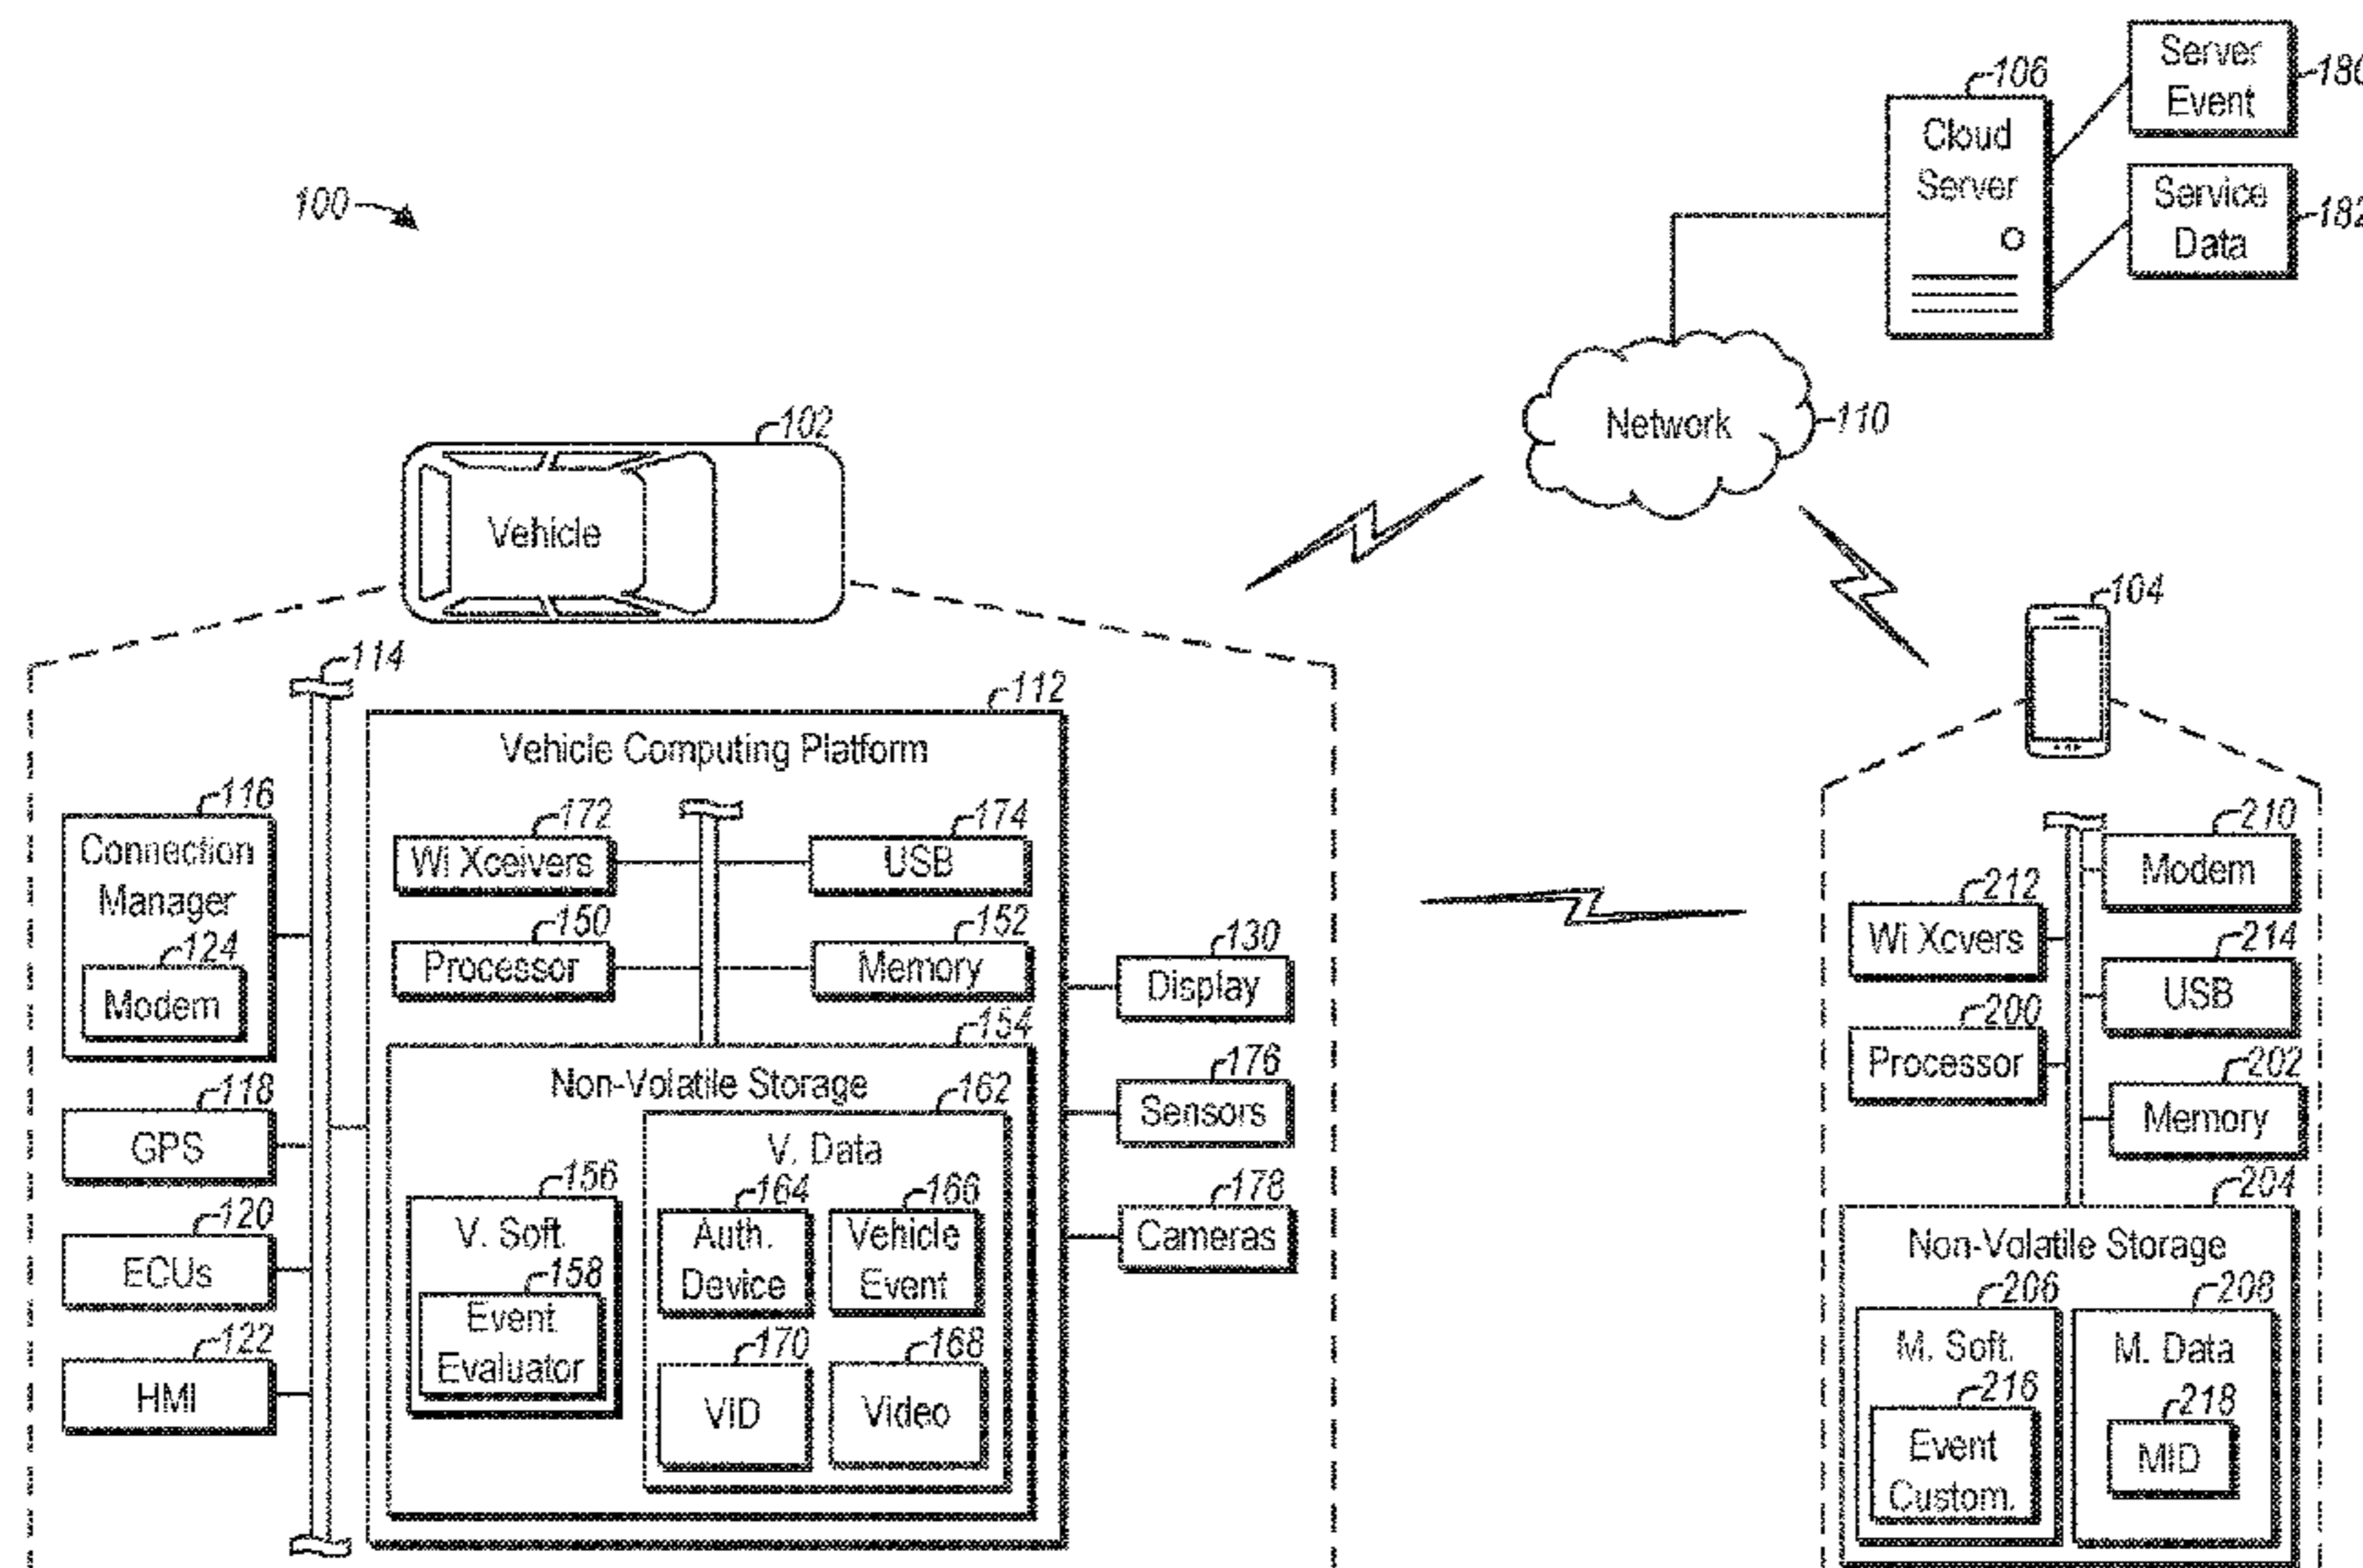 100
106
Cloud
Server
Server
Event
180
Service
Data
182
Network
110
102
Vehicle
104
114
112
Vehicle Computing Platform
116
Connection
Manager
124
Modem
118
GPS
120
ECUs
122
HMI
172
Wi Xceivers
174
USB
150
Processor
152
Memory
154
Non-Volatile Storage
156
V. Soft.
158
Event
Evaluator
162
V. Data
164
Auth.
Device
166
Vehicle
Event
170
VID
168
Video
130
Display
176
Sensors
178
Cameras
210
Modem
212
Wi Xcvers
214
USB
200
Processor
202
Memory
204
Non-Volatile Storage
206
M. Soft.
216
Event
Custom.
208
M. Data
218
MID